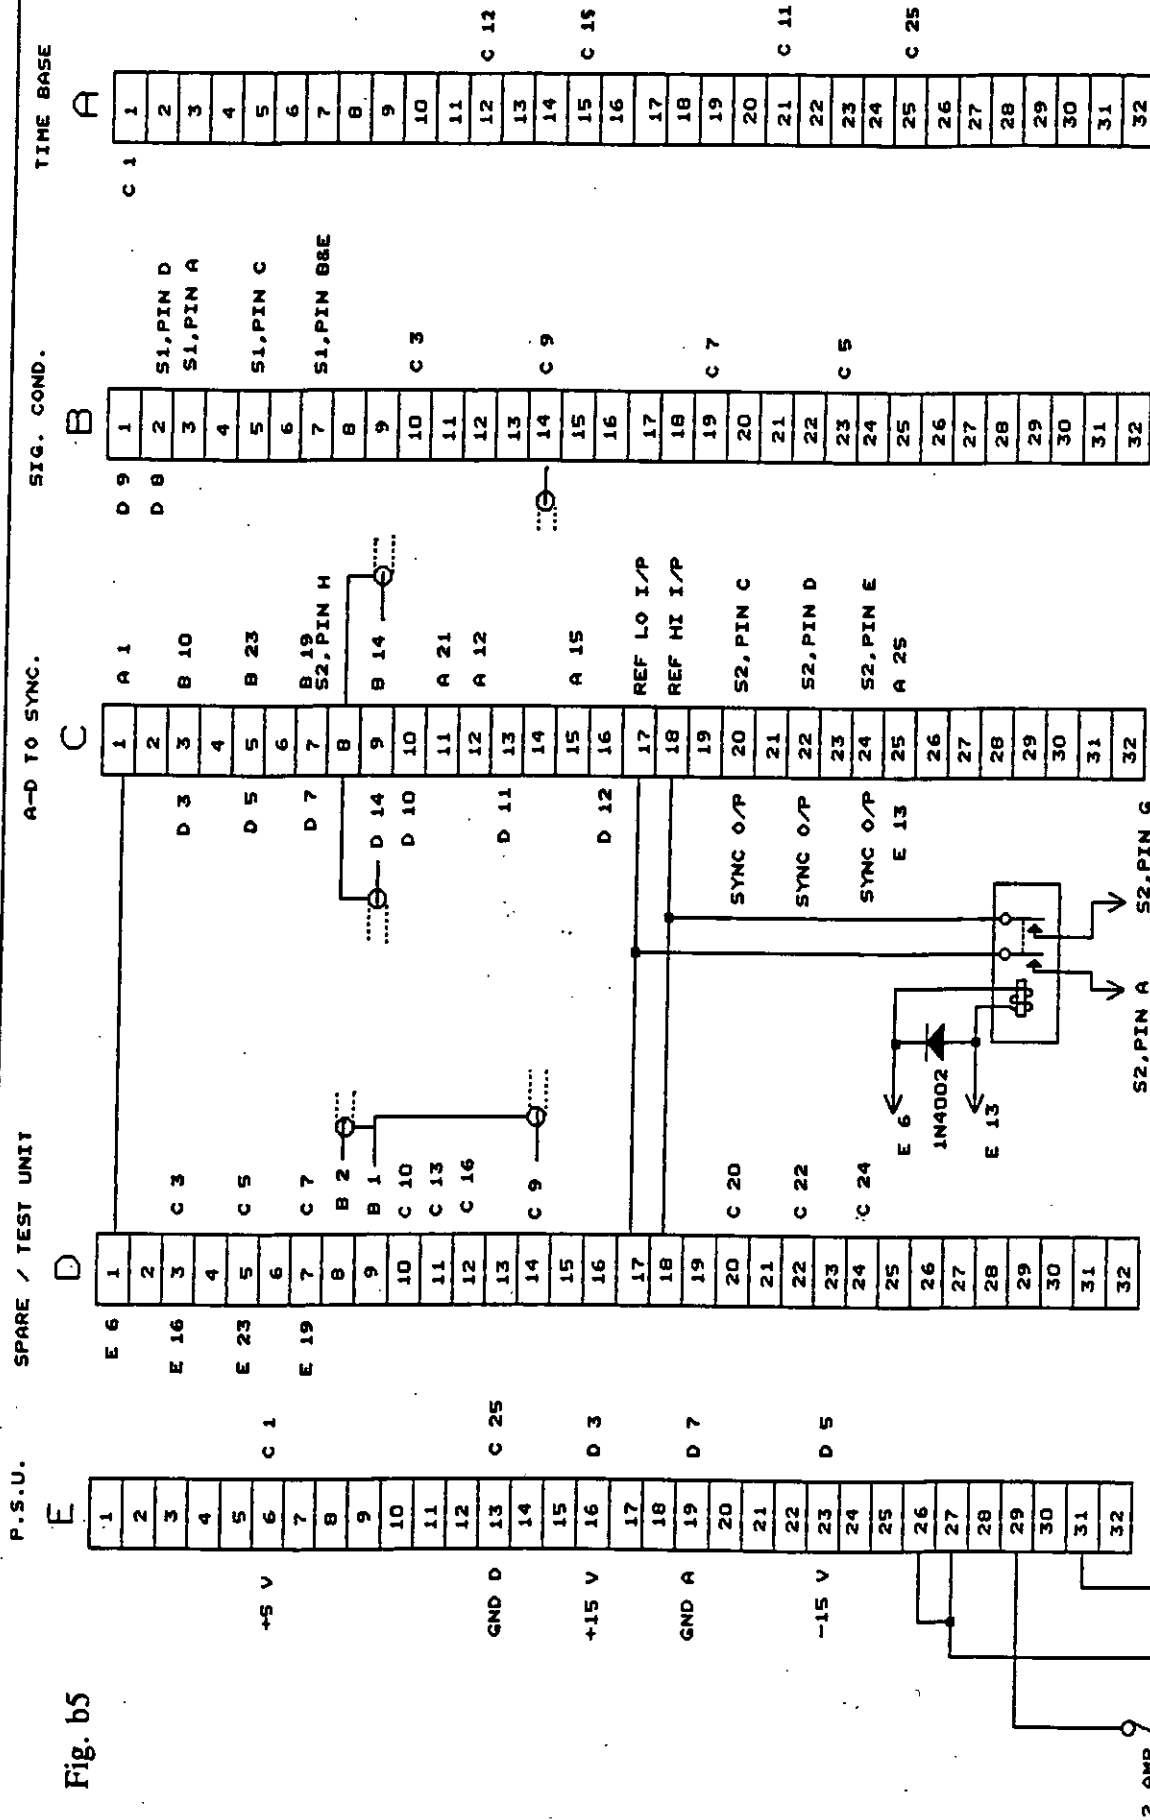 Fig. b5
P.S.U.
E
1
2
3
4
5
6
7
8
9
10
11
12
13
14
15
16
17
18
19
20
21
22
23
24
25
26
27
28
29
30
31
32
+5 V
GND D
+15 V
GND A
-15 V
C 1
C 25
D 3
D 7
D 5
2 AMP
SPARE / TEST UNIT
D
1
2
3
4
5
6
7
8
9
10
11
12
13
14
15
16
17
18
19
20
21
22
23
24
25
26
27
28
29
30
31
32
E 6
E 16
E 23
E 19
C 3
C 5
C 7
B 2
B 1
C 10
C 13
C 16
C 9
C 20
C 22
C 24
E 6
1N4002
E 13
S2,PIN A
S2,PIN G
A-D TO SYNC.
C
1
2
3
4
5
6
7
8
9
10
11
12
13
14
15
16
17
18
19
20
21
22
23
24
25
26
27
28
29
30
31
32
D 3
D 5
D 7
D 14
D 10
D 11
D 12
SYNC O/P
SYNC O/P
SYNC O/P
E 13
A 1
B 10
B 23
B 19
S2,PIN H
B 14
A 21
A 12
A 15
REF LO I/P
REF HI I/P
S2,PIN C
S2,PIN D
S2,PIN E
A 25
SIG. COND.
B
1
2
3
4
5
6
7
8
9
10
11
12
13
14
15
16
17
18
19
20
21
22
23
24
25
26
27
28
29
30
31
32
D 9
D 8
S1,PIN D
S1,PIN A
S1,PIN C
S1,PIN B&E
C 3
C 9
C 7
C 5
TIME BASE
A
1
2
3
4
5
6
7
8
9
10
11
12
13
14
15
16
17
18
19
20
21
22
23
24
25
26
27
28
29
30
31
32
C 1
C 12
C 15
C 11
C 25